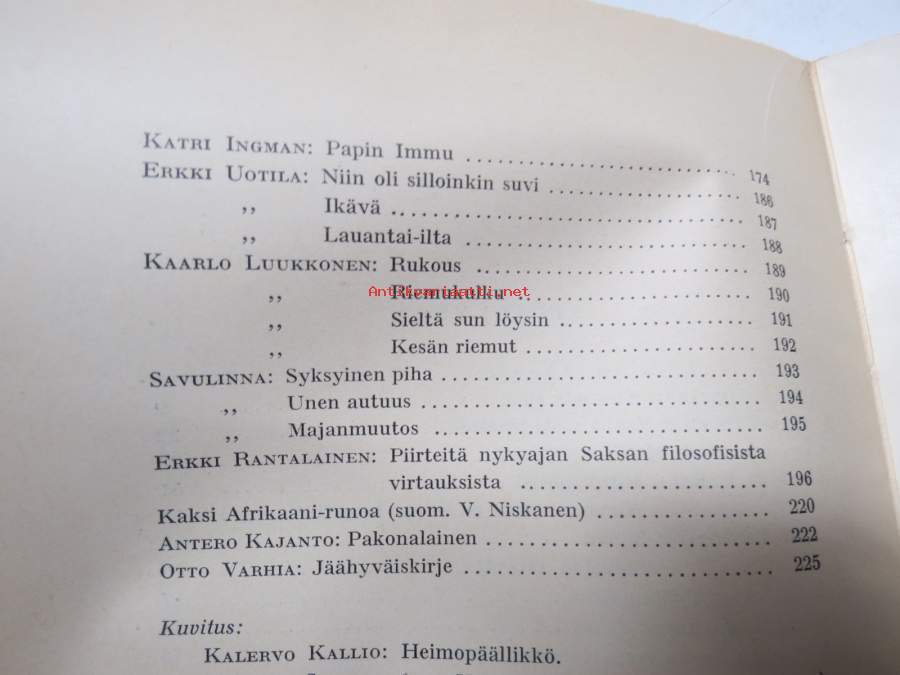 KATRI INGMAN: Papin Immu ........................ 174
ERKKI UOTILA: Niin oli silloinkin suvi ................ 186
,, Ikävä ................................ 187
,, Lauantai-ilta ........................ 188
KAARLO LUUKKONEN: Rukous ........................ 189
,, Riemukulku ........................ 190
Antikvariaatti.net
,, Sieltä sun löysin .................. 191
,, Kesän riemut ...................... 192
SAVULINNA: Syksyinen piha ............................ 193
,, Unen autuus .............................. 194
,, Majanmuutos ............................ 195
ERKKI RANTALAINEN: Piirteitä nykyajan Saksan filosofisista
virtauksista ........................ 196
Kaksi Afrikaani-runoa (suom. V. Niskanen) ................ 220
ANTERO KAJANTO: Pakonalainen .......................... 222
OTTO VARHIA: Jäähyväiskirje ............................ 225
Kuvitus:
KALERVO KALLIO: Heimopäällikkö.